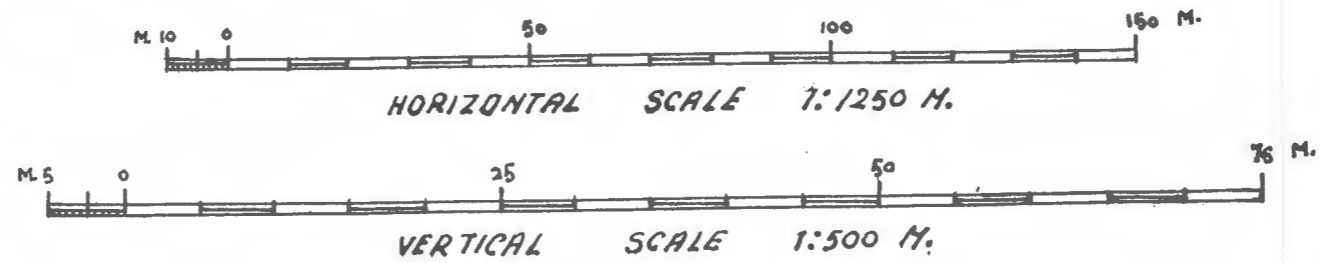 M. 10 0 50 100 150 M.
HORIZONTAL SCALE 1:1250 M.
M. 5 0 25 50 76 M.
VERTICAL SCALE 1:500 M.